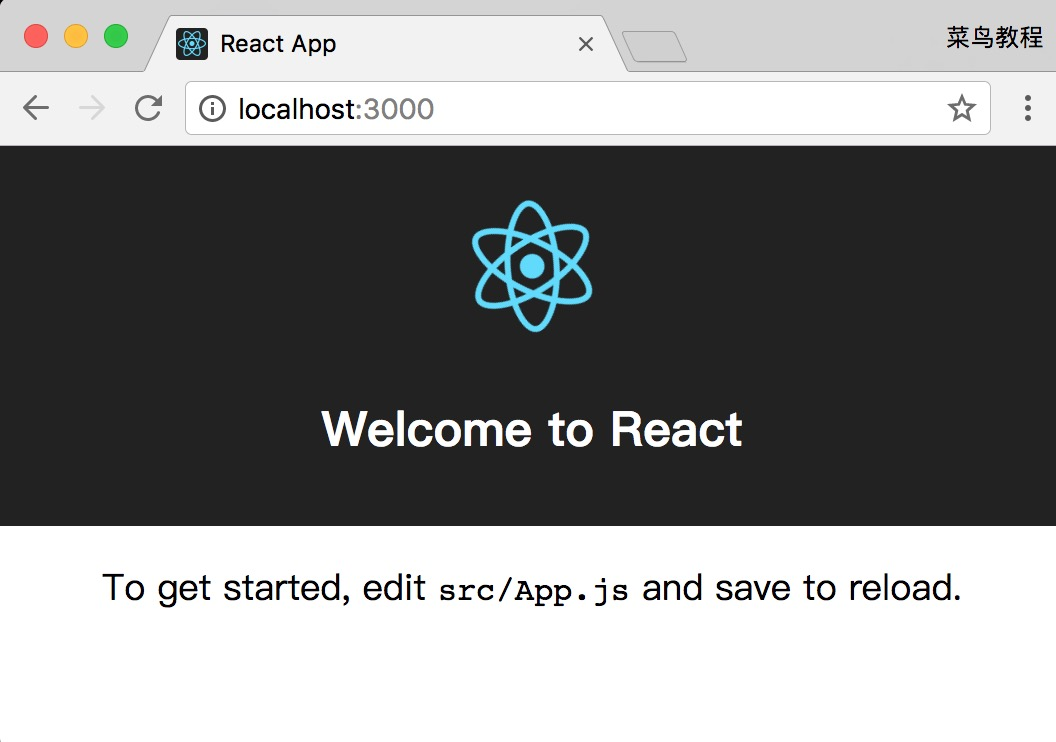 React App
菜鸟教程
localhost:3000
Welcome to React
To get started, edit src/App.js and save to reload.